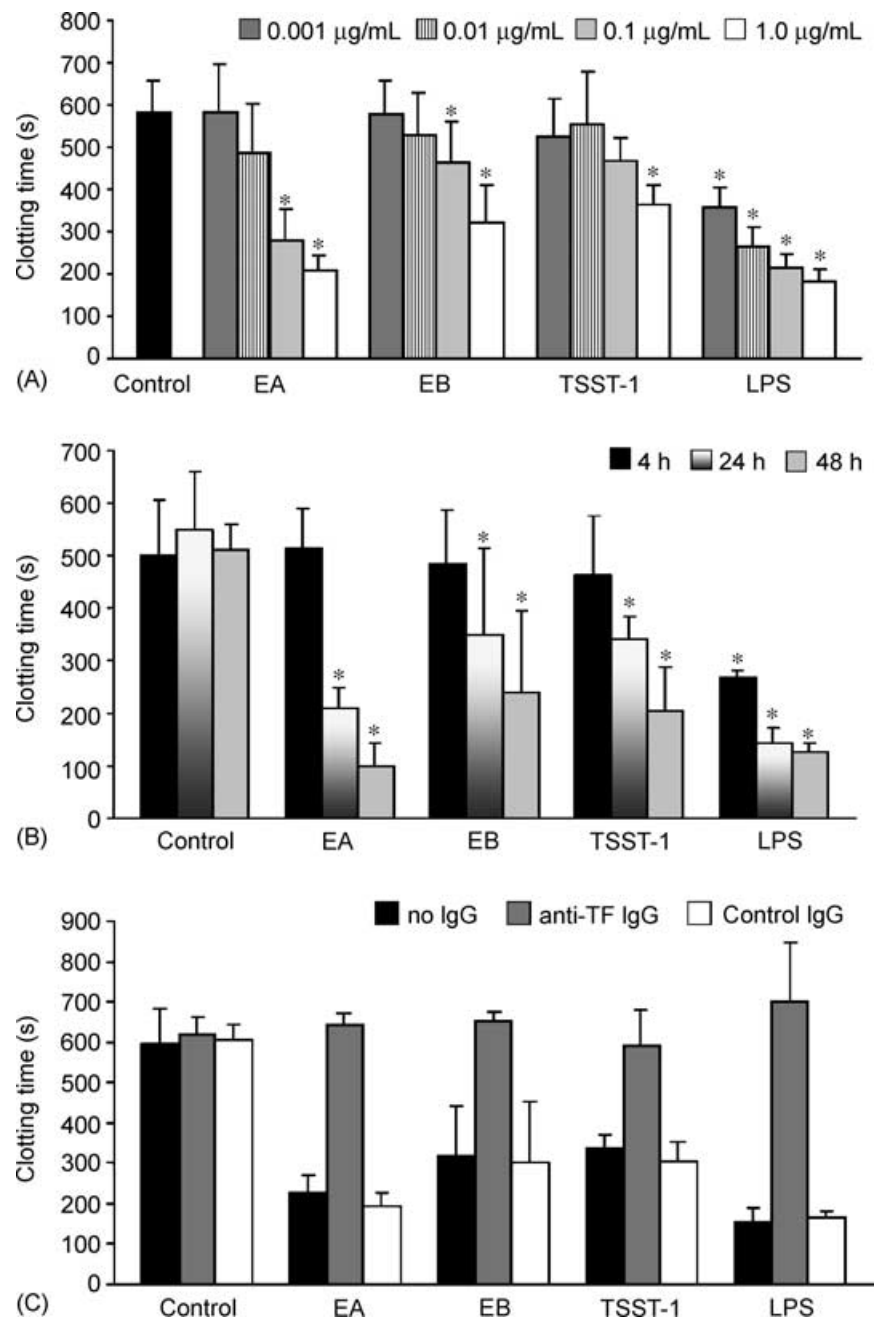 0.001 µg/mL 0.01 µg/mL 0.1 µg/mL 1.0 µg/mL
Clotting time (s)
800
700
600
500
400
300
200
100
0
* * * * * * * * *
(A)
Control EA EB TSST-1 LPS
4 h 24 h 48 h
Clotting time (s)
700
600
500
400
300
200
100
0
* * * * * * * * *
(B)
Control EA EB TSST-1 LPS
no IgG anti-TF IgG Control IgG
Clotting time (s)
900
800
700
600
500
400
300
200
100
0
(C)
Control EA EB TSST-1 LPS